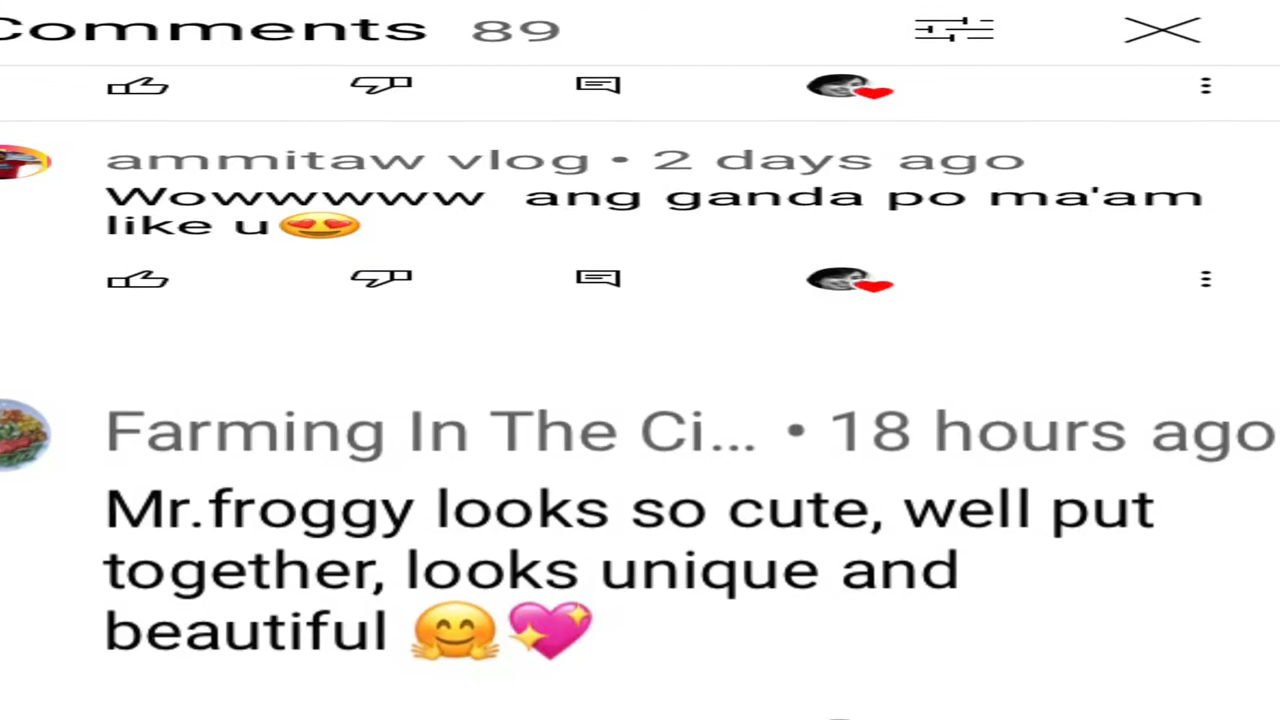 Comments 89
ammitaw vlog • 2 days ago
Wowwwwww ang ganda po ma'am
like u😍
Farming In The Ci... • 18 hours ago
Mr.froggy looks so cute, well put
together, looks unique and
beautiful 🤗💖